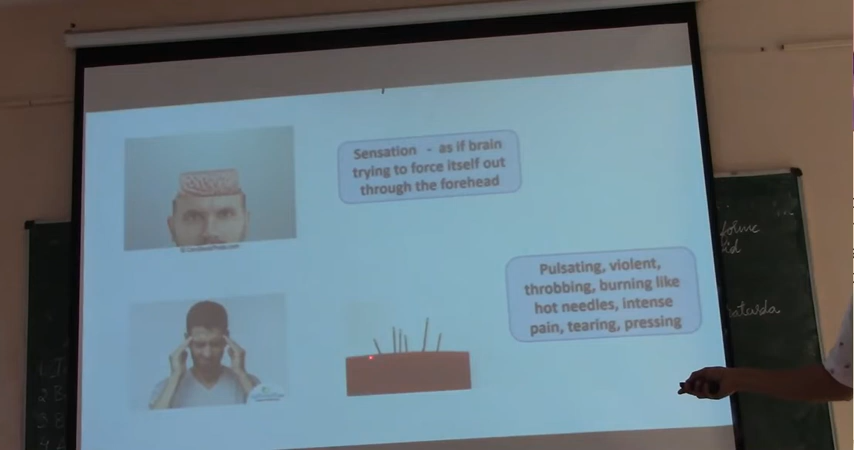 Sensation - as if brain
trying to force itself out
through the forehead
Pulsating, violent,
throbbing, burning like
hot needles, intense
pain, tearing, pressing